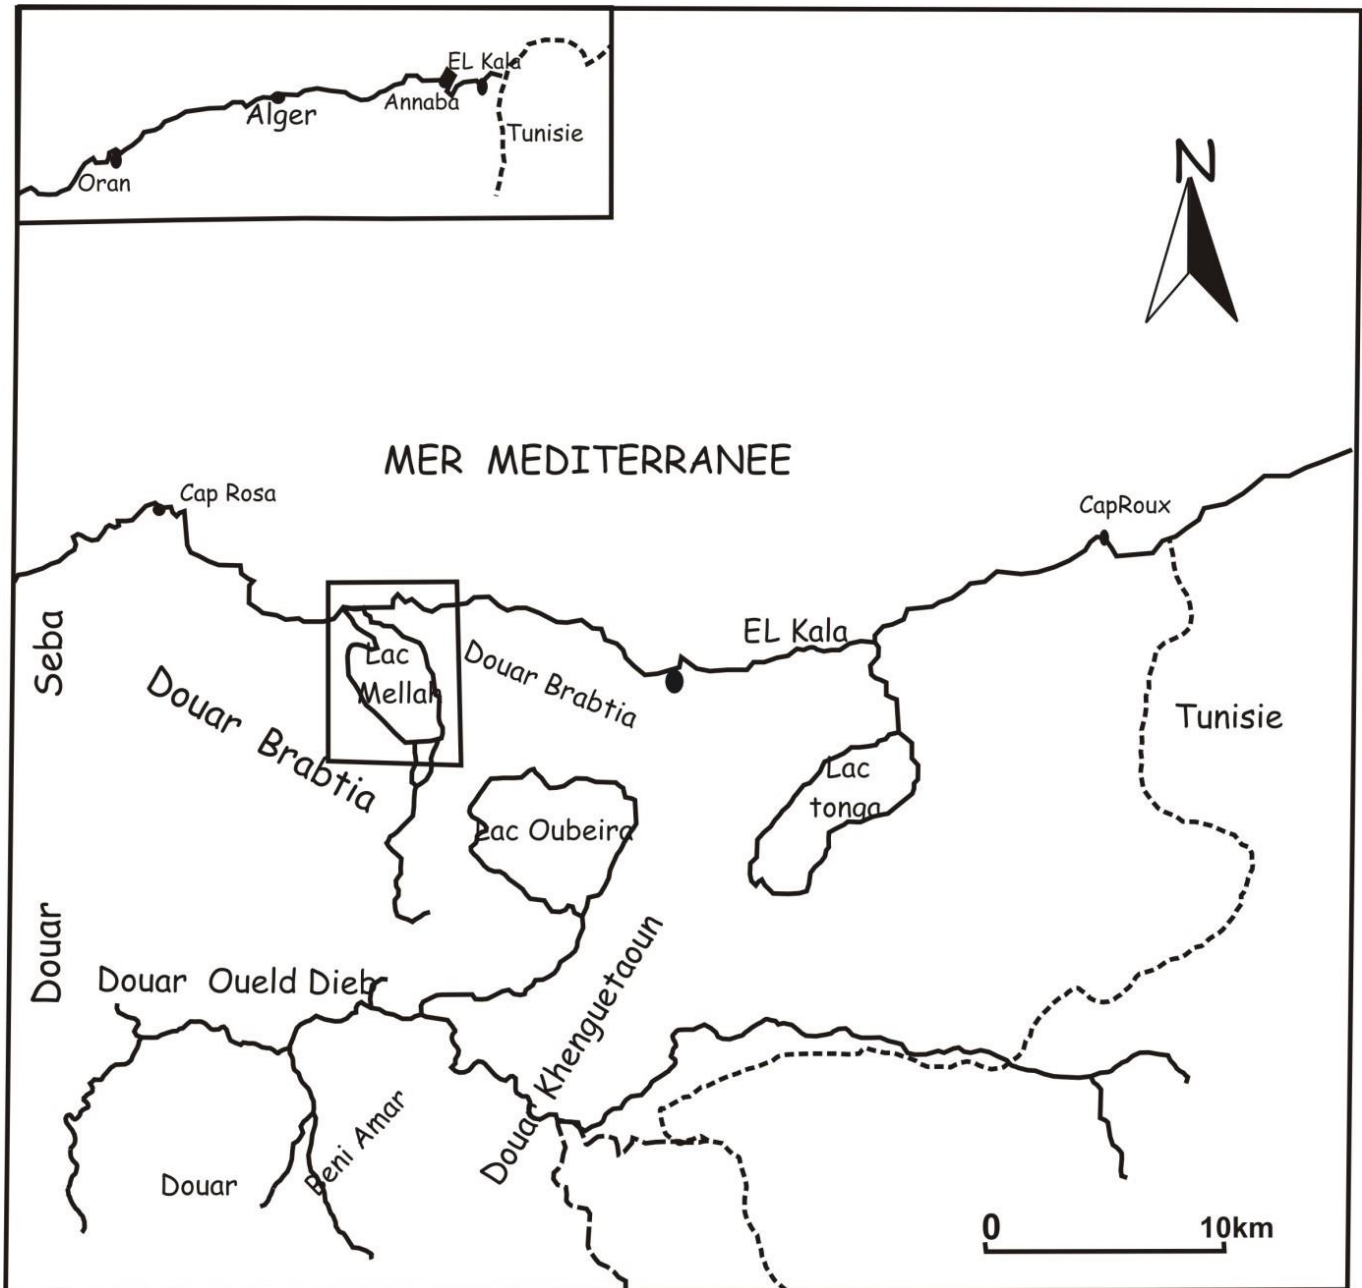 EL Kala
Annaba
Alger
Tunisie
Oran
N
MER MEDITERRANEE
Cap Rosa
CapRoux
Seba
EL Kala
Lac
Mellah
Douar Brabtia
Douar Brabtia
Tunisie
Lac
tonga
Lac Oubeira
Douar
Douar Oueld Dieb
Douar Khenguetaoun
Beni Amar
Douar
0 10km